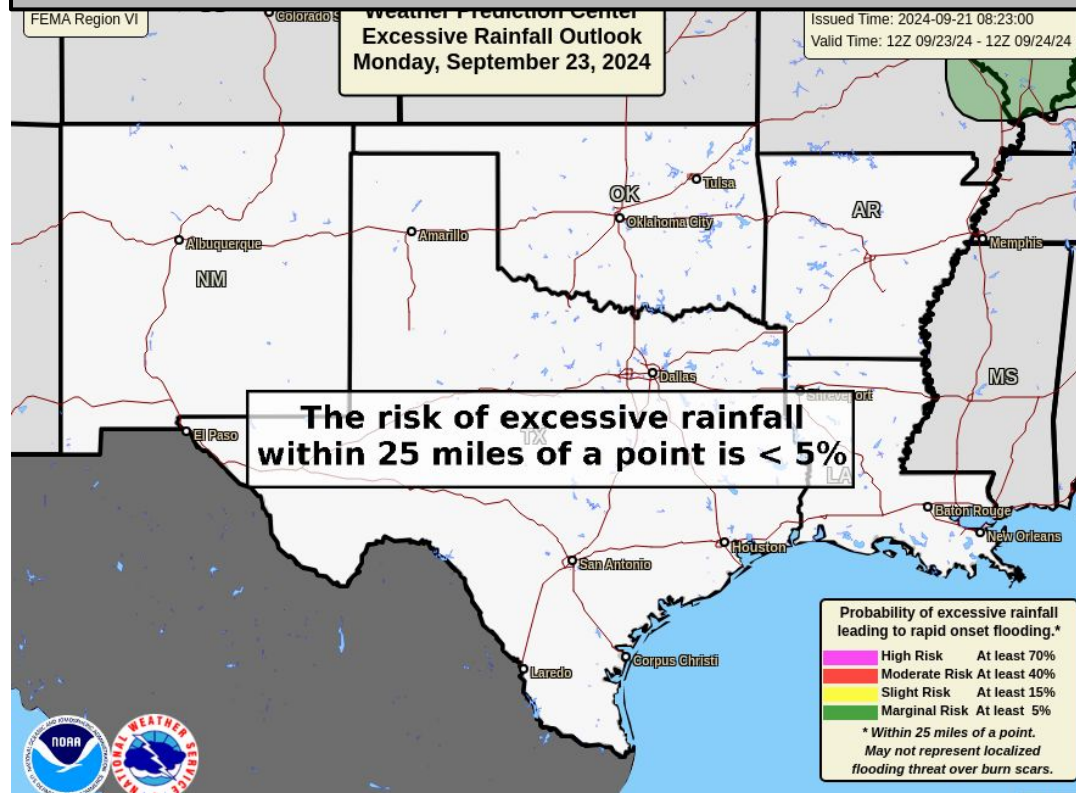 FEMA Region VI
Weather Prediction Center
Excessive Rainfall Outlook
Monday, September 23, 2024
Issued Time: 2024-09-21 08:23:00
Valid Time: 12Z 09/23/24 - 12Z 09/24/24
Colorado S
Tulsa
OK
Oklahoma City
AR
Albuquerque
Amarillo
Memphis
NM
Dallas
MS
Shreveport
The risk of excessive rainfall
within 25 miles of a point is < 5%
El Paso
TX
LA
Baton Rouge
New Orleans
Houston
San Antonio
Corpus Christi
Laredo
Probability of excessive rainfall
leading to rapid onset flooding.*
High Risk At least 70%
Moderate Risk At least 40%
Slight Risk At least 15%
Marginal Risk At least 5%
* Within 25 miles of a point.
May not represent localized
flooding threat over burn scars.
NOAA
NATIONAL WEATHER SERVICE